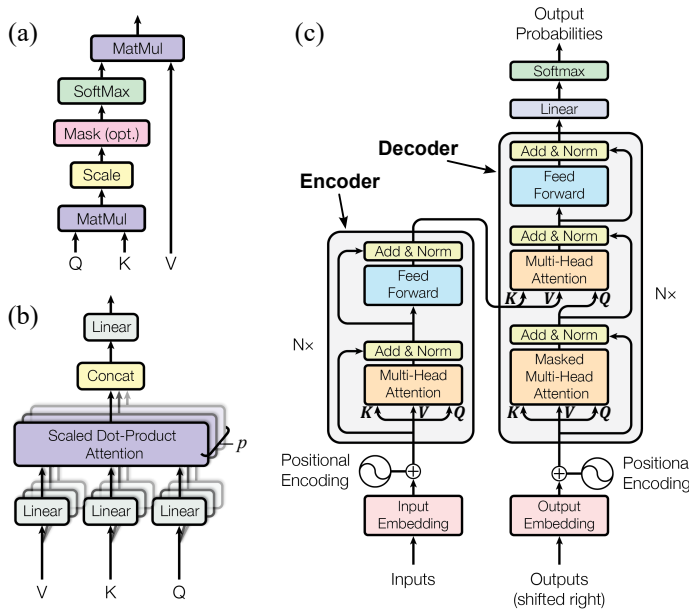 (a)
MatMul
SoftMax
Mask (opt.)
Scale
MatMul
Q K V
(b)
Linear
Concat
Scaled Dot-Product
Attention
p
Linear Linear Linear
V K Q
(c)
Output
Probabilities
Softmax
Linear
Decoder
Add & Norm
Feed
Forward
Add & Norm
Multi-Head
Attention
K V Q
N×
Add & Norm
Masked
Multi-Head
Attention
K V Q
Positional
Encoding
Output
Embedding
Outputs
(shifted right)
Encoder
Add & Norm
Feed
Forward
N×
Add & Norm
Multi-Head
Attention
K V Q
Positional
Encoding
Input
Embedding
Inputs